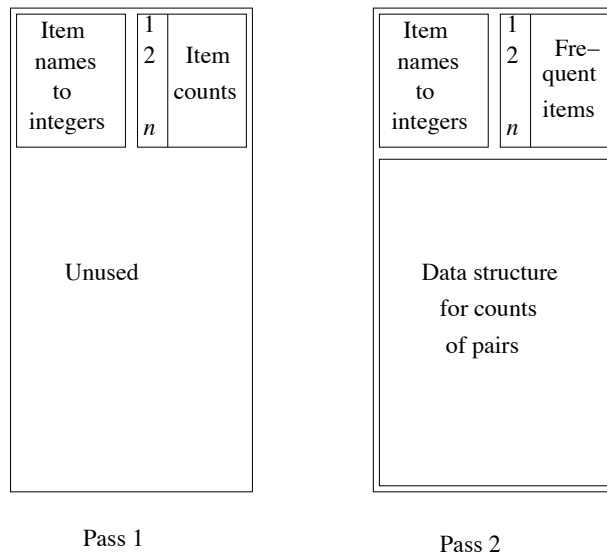 Item
names
to
integers
1
2
n
Item
counts
Unused
Pass 1
Item
names
to
integers
1
2
n
Fre–
quent
items
Data structure
for counts
of pairs
Pass 2